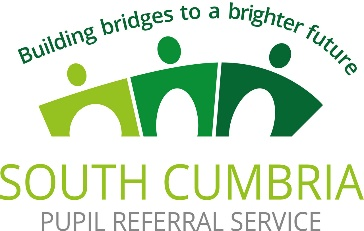 Building bridges to a brighter future
SOUTH CUMBRIA
PUPIL REFERRAL SERVICE